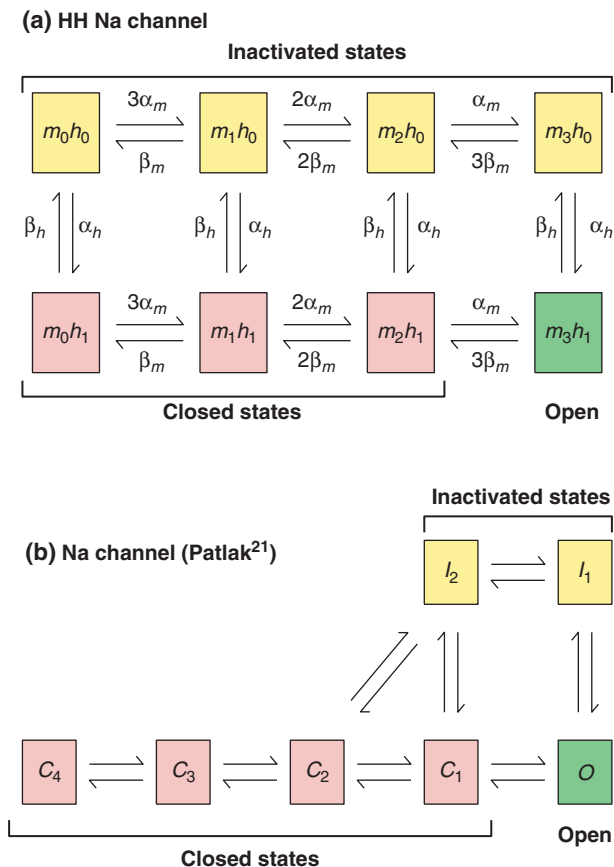 (a) HH Na channel
Inactivated states
3αₘ 2αₘ αₘ
m₀h₀ m₁h₀ m₂h₀ m₃h₀
βₘ 2βₘ 3βₘ
βₕ αₕ βₕ αₕ βₕ αₕ βₕ αₕ
3αₘ 2αₘ αₘ
m₀h₁ m₁h₁ m₂h₁ m₃h₁
βₘ 2βₘ 3βₘ
Closed states Open
Inactivated states
(b) Na channel (Patlak²¹)
I₂ I₁
C₄ C₃ C₂ C₁ O
Open
Closed states